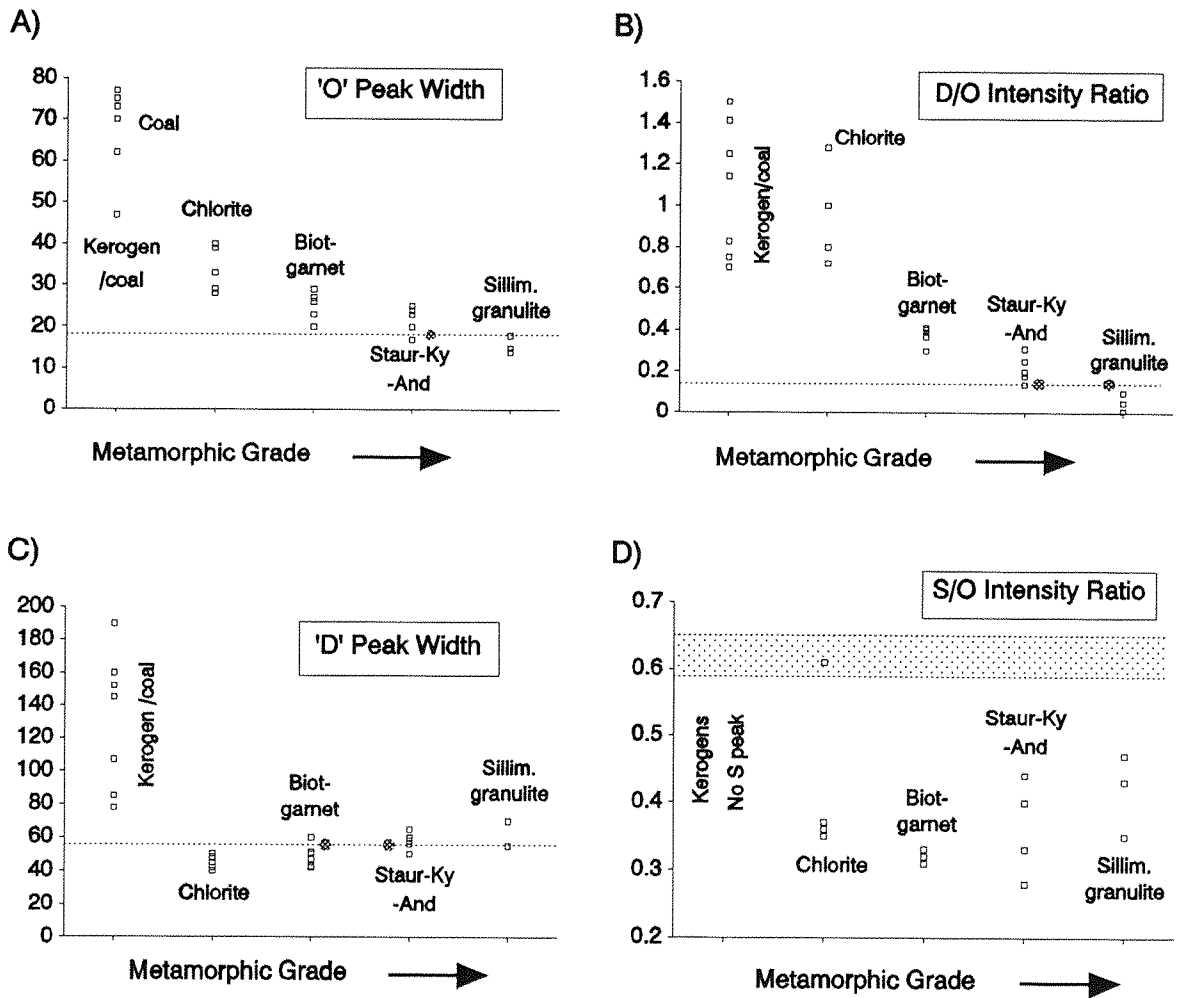 A)
'O' Peak Width
80
70
60
50
40
30
20
10
0
Coal
Kerogen
/coal
Chlorite
Biot-
garnet
Staur-Ky
-And
Sillim.
granulite
Metamorphic Grade
B)
D/O Intensity Ratio
1.6
1.4
1.2
1
0.8
0.6
0.4
0.2
0
Kerogen/coal
Chlorite
Biot-
garnet
Staur-Ky
-And
Sillim.
granulite
Metamorphic Grade
C)
'D' Peak Width
200
180
160
140
120
100
80
60
40
20
0
Kerogen /coal
Chlorite
Biot-
garnet
Staur-Ky
-And
Sillim.
granulite
Metamorphic Grade
D)
S/O Intensity Ratio
0.7
0.6
0.5
0.4
0.3
0.2
Kerogens
No S peak
Chlorite
Biot-
garnet
Staur-Ky
-And
Sillim.
granulite
Metamorphic Grade